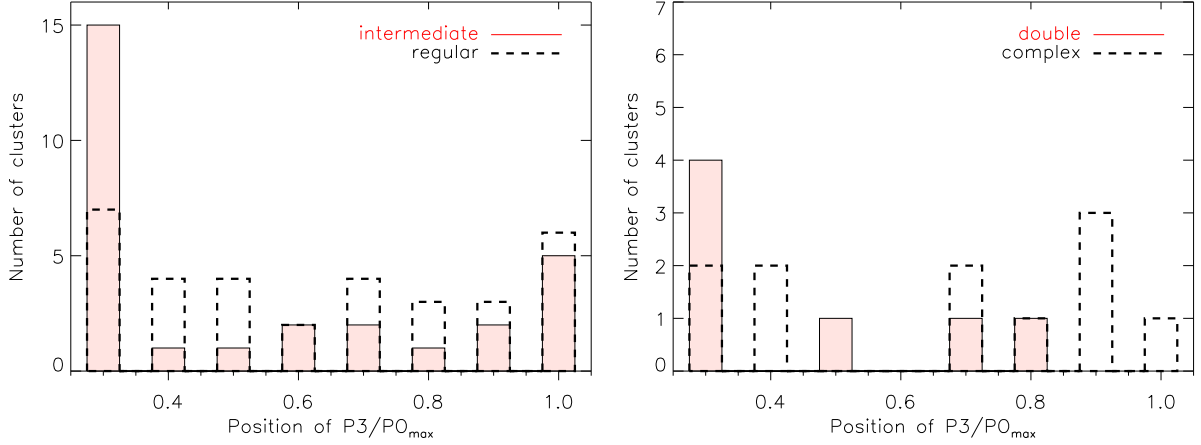 intermediate
regular
15
10
5
0
Number of clusters
0.4 0.6 0.8 1.0
Position of P3/P0max
double
complex
7
6
5
4
3
2
1
0
Number of clusters
0.4 0.6 0.8 1.0
Position of P3/P0max